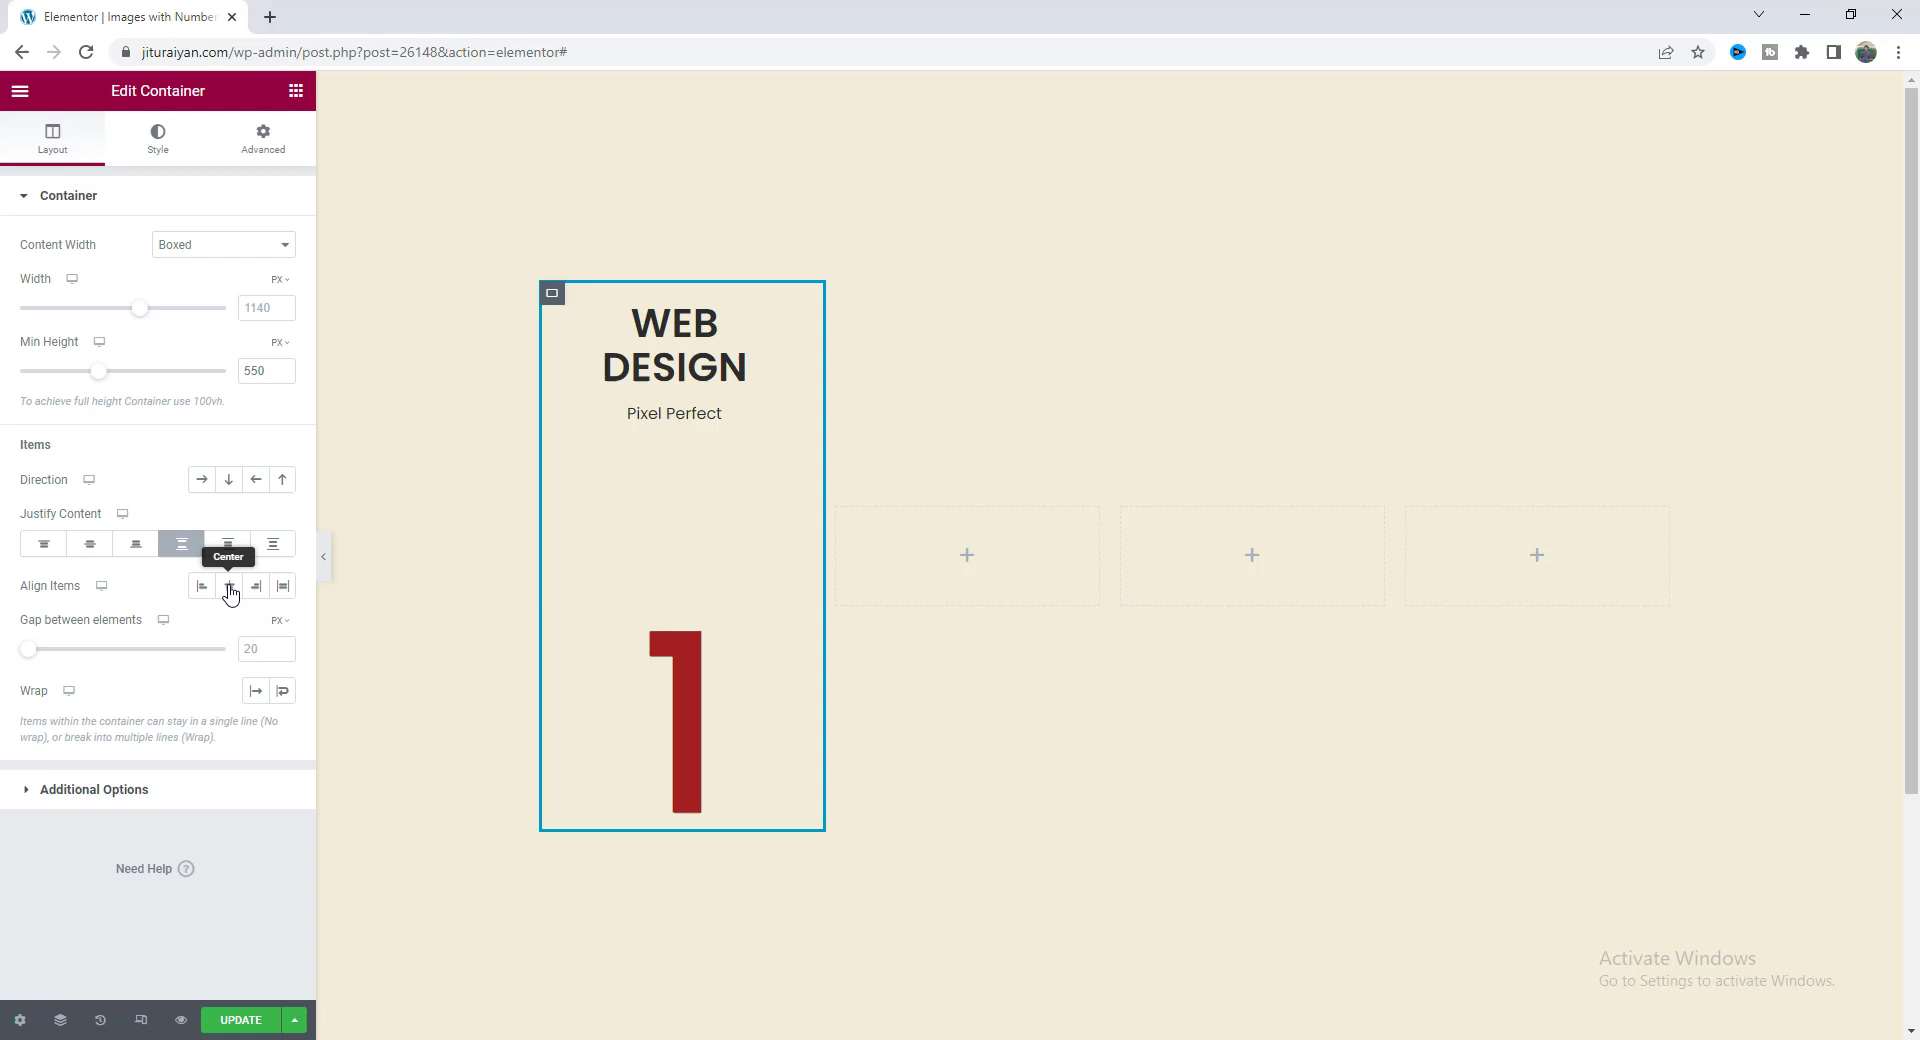 Elementor | Images with Number
jituraiyan.com/wp-admin/post.php?post=26148&action=elementor#
Edit Container
Layout
Style
Advanced
Container
Content Width
Boxed
Width
PX
1140
Min Height
PX
550
To achieve full height Container use 100vh.
Items
Direction
Justify Content
Center
Align Items
Gap between elements
PX
20
Wrap
Items within the container can stay in a single line (No
wrap), or break into multiple lines (Wrap).
Additional Options
Need Help ?
UPDATE
WEB
DESIGN
Pixel Perfect
1
Activate Windows
Go to Settings to activate Windows.